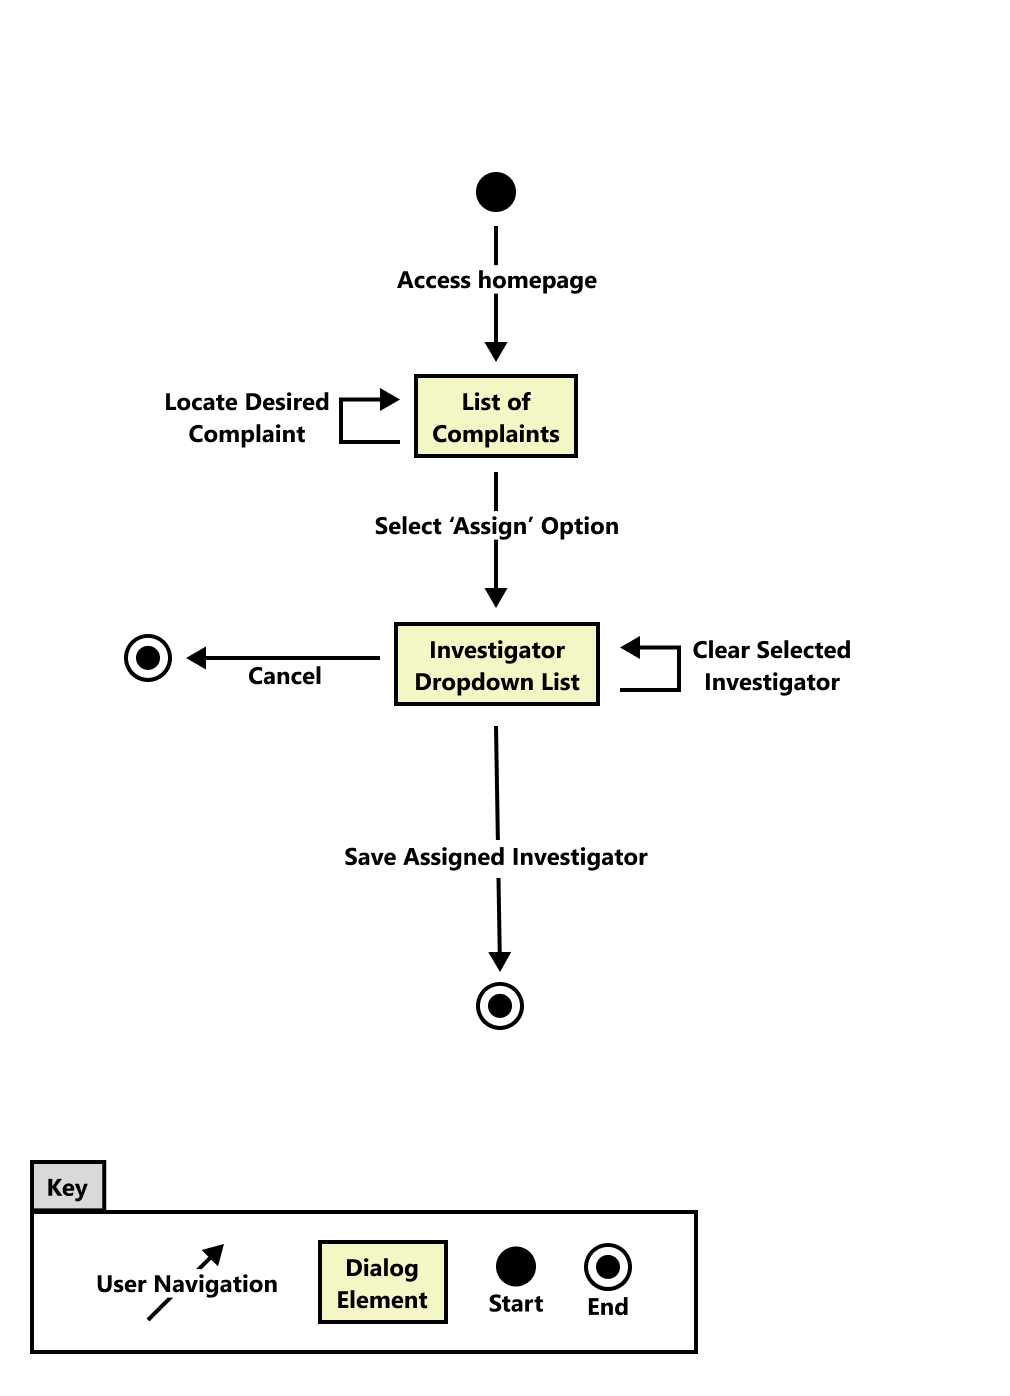 Access homepage
Locate Desired
Complaint
List of
Complaints
Select ‘Assign’ Option
Investigator
Dropdown List
Clear Selected
Investigator
Cancel
Save Assigned Investigator
Key
User Navigation
Dialog
Element
Start
End